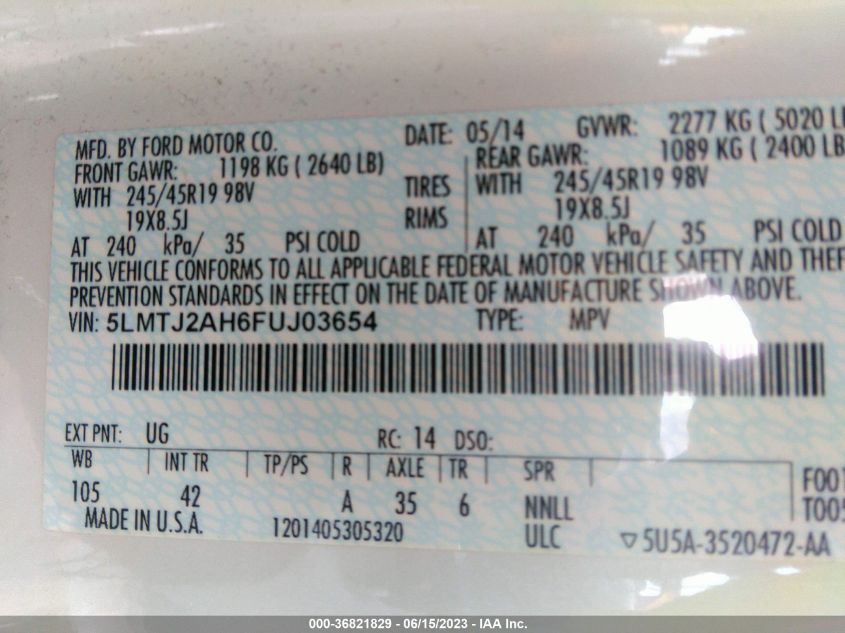 MFD. BY FORD MOTOR CO. DATE: 05/14 GVWR: 2277 KG ( 5020
FRONT GAWR: 1198 KG ( 2640 LB) REAR GAWR: 1089 KG ( 2400 LB
WITH 245/45R19 98V TIRES WITH 245/45R19 98V
19X8.5J RIMS 19X8.5J
AT 240 kPa/ 35 PSI COLD AT 240 kPa/ 35 PSI COLD
THIS VEHICLE CONFORMS TO ALL APPLICABLE FEDERAL MOTOR VEHICLE SAFETY AND THEF
PREVENTION STANDARDS IN EFFECT ON THE DATE OF MANUFACTURE SHOWN ABOVE.
VIN: 5LMTJ2AH6FUJ03654 TYPE: MPV
EXT PNT: UG RC: 14 DSO:
WB INT TR TP/PS R AXLE TR SPR
105 42 A 35 6 NNLL F001
MADE IN U.S.A. 1201405305320 ULC T005
▽5U5A-3520472-AA
000-36821829 - 06/15/2023 - IAA Inc.